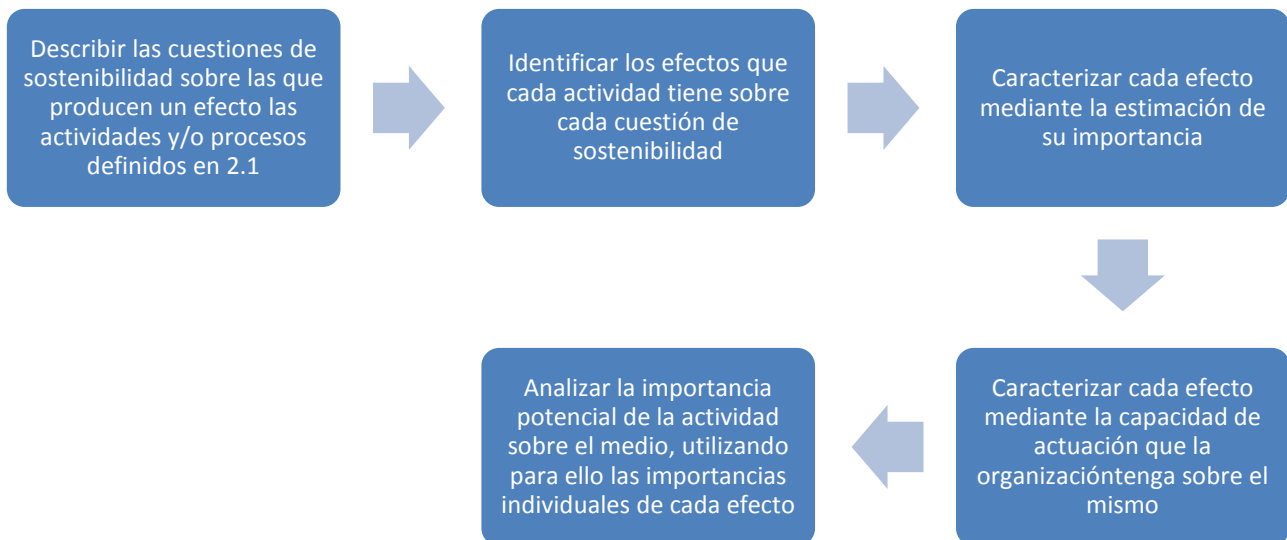 Describir las cuestiones de
sostenibilidad sobre las que
producen un efecto las
actividades y/o procesos
definidos en 2.1
Identificar los efectos que
cada actividad tiene sobre
cada cuestión de
sostenibilidad
Caracterizar cada efecto
mediante la estimación de
su importancia
Caracterizar cada efecto
mediante la capacidad de
actuación que la
organizacióntenga sobre el
mismo
Analizar la importancia
potencial de la actividad
sobre el medio, utilizando
para ello las importancias
individuales de cada efecto